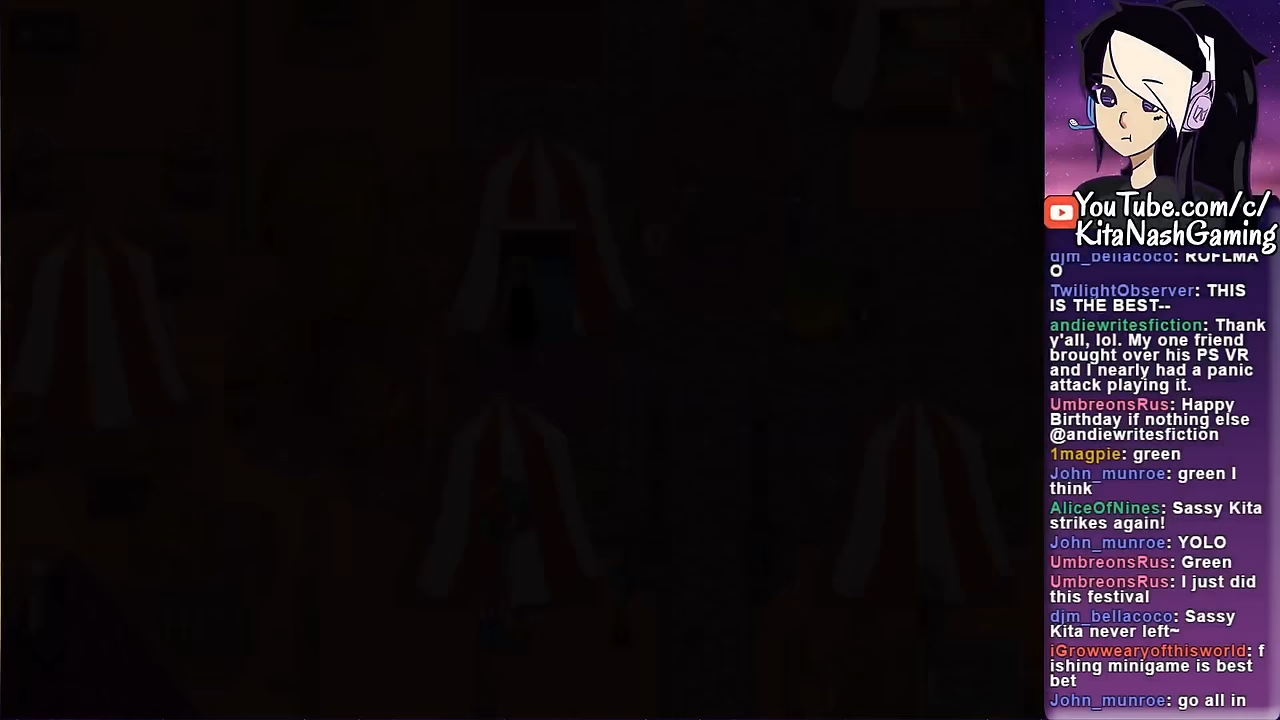 YouTube.com/c/
KitaNashGaming
djm_bellacoco: ROFLMA
O
TwilightObserver: THIS
IS THE BEST--
andiewritesfiction: Thank
y'all, lol. My one friend
brought over his PS VR
and I nearly had a panic
attack playing it.
UmbreonsRus: Happy
Birthday if nothing else
@andiewritesfiction
1magpie: green
John_munroe: green I
think
AliceOfNines: Sassy Kita
strikes again!
John_munroe: YOLO
UmbreonsRus: Green
UmbreonsRus: I just did
this festival
djm_bellacoco: Sassy
Kita never left~
iGrowwearyofthisworld: f
ishing minigame is best
bet
John_munroe: go all in